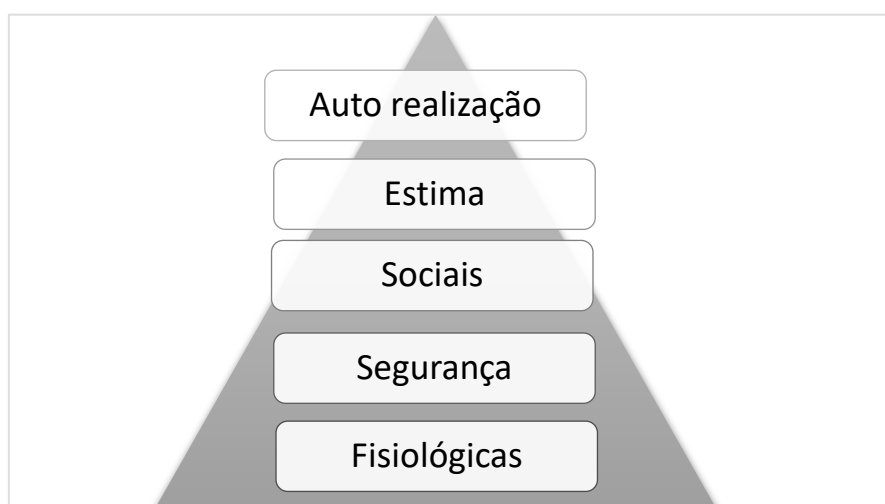 Auto realização
Estima
Sociais
Segurança
Fisiológicas